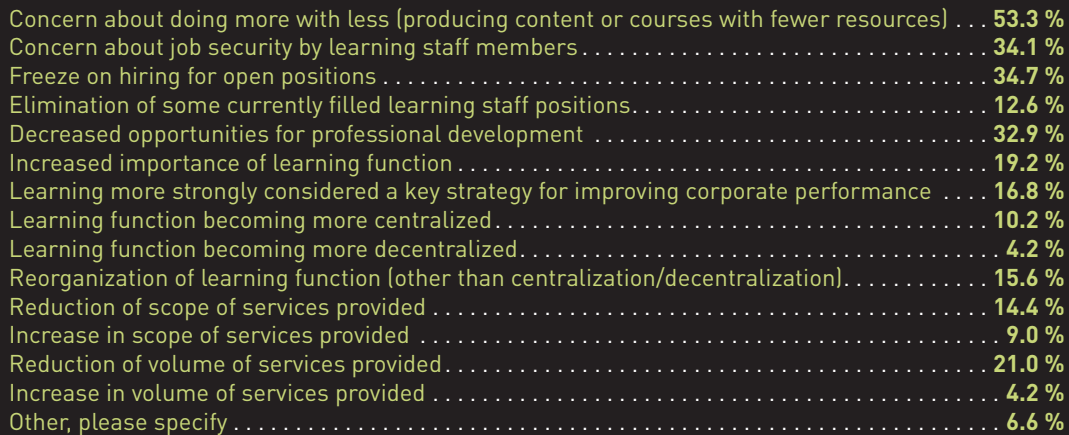 Concern about doing more with less (producing content or courses with fewer resources) . . . 53.3 %
Concern about job security by learning staff members . . . . . . . . . . . . . . . . . . . . . . . . . . . . . . . . . 34.1 %
Freeze on hiring for open positions . . . . . . . . . . . . . . . . . . . . . . . . . . . . . . . . . . . . . . . . . . . . . . . . . 34.7 %
Elimination of some currently filled learning staff positions. . . . . . . . . . . . . . . . . . . . . . . . . . . . . 12.6 %
Decreased opportunities for professional development . . . . . . . . . . . . . . . . . . . . . . . . . . . . . . . . 32.9 %
Increased importance of learning function . . . . . . . . . . . . . . . . . . . . . . . . . . . . . . . . . . . . . . . . . . . 19.2 %
Learning more strongly considered a key strategy for improving corporate performance . . . . 16.8 %
Learning function becoming more centralized. . . . . . . . . . . . . . . . . . . . . . . . . . . . . . . . . . . . . . . . 10.2 %
Learning function becoming more decentralized. . . . . . . . . . . . . . . . . . . . . . . . . . . . . . . . . . . . . . . 4.2 %
Reorganization of learning function (other than centralization/decentralization). . . . . . . . . . . . 15.6 %
Reduction of scope of services provided . . . . . . . . . . . . . . . . . . . . . . . . . . . . . . . . . . . . . . . . . . . . . 14.4 %
Increase in scope of services provided . . . . . . . . . . . . . . . . . . . . . . . . . . . . . . . . . . . . . . . . . . . . . . . 9.0 %
Reduction of volume of services provided. . . . . . . . . . . . . . . . . . . . . . . . . . . . . . . . . . . . . . . . . . . . 21.0 %
Increase in volume of services provided . . . . . . . . . . . . . . . . . . . . . . . . . . . . . . . . . . . . . . . . . . . . . . 4.2 %
Other, please specify . . . . . . . . . . . . . . . . . . . . . . . . . . . . . . . . . . . . . . . . . . . . . . . . . . . . . . . . . . . . . . 6.6 %